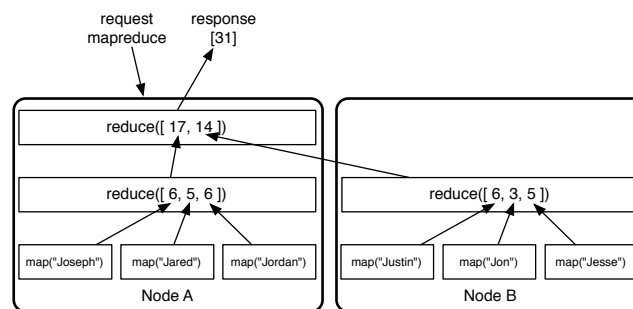 request
mapreduce
response
[31]
reduce([ 17, 14 ])
reduce([ 6, 5, 6 ])
reduce([ 6, 3, 5 ])
map("Joseph")
map("Jared")
map("Jordan")
map("Justin")
map("Jon")
map("Jesse")
Node A
Node B